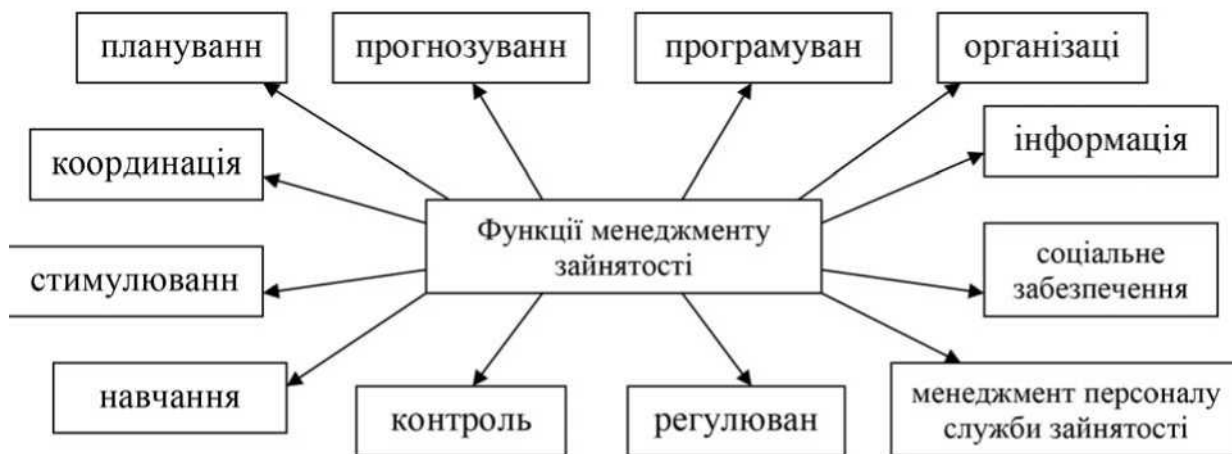 плануванн
прогнозуванн
програмуван
організаці
координація
інформація
Функції менеджменту
зайнятості
стимулюванн
соціальне
забезпечення
навчання
контроль
регулюван
менеджмент персоналу
служби зайнятості